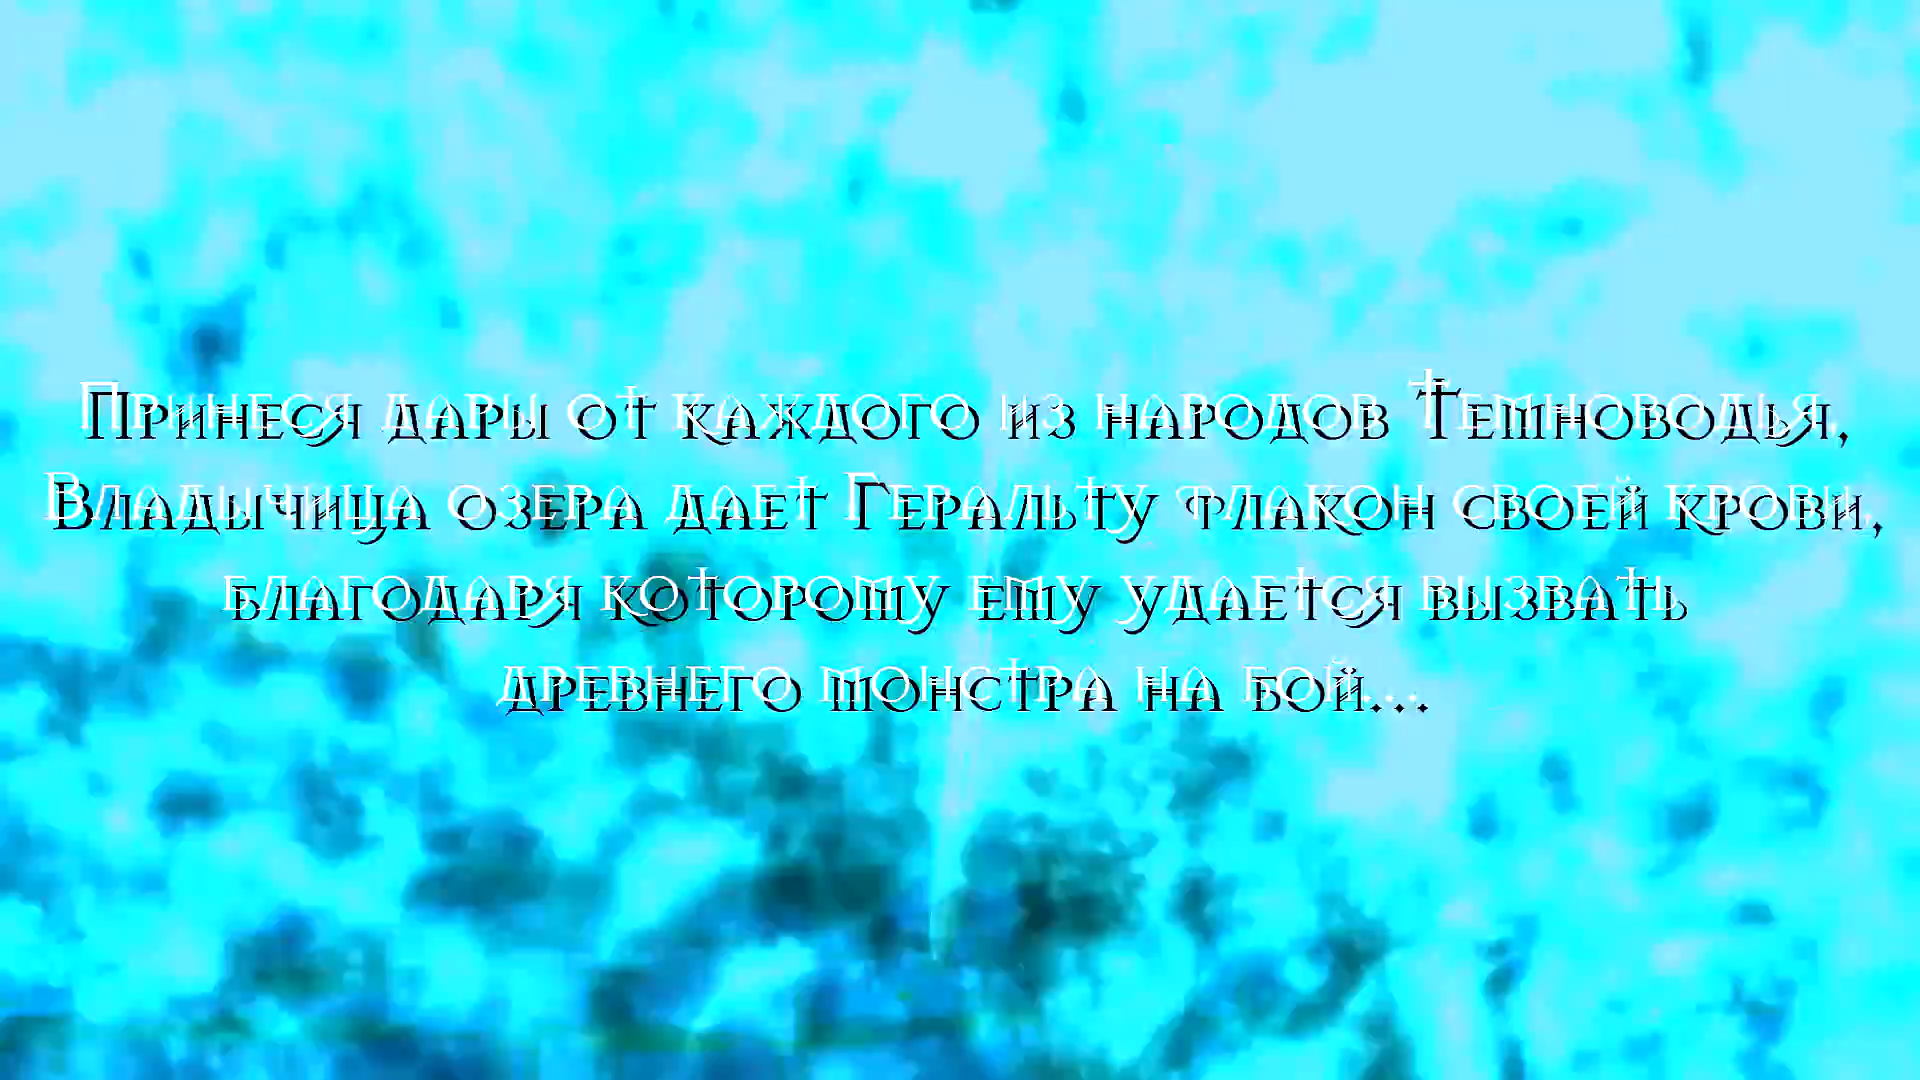 Принеся дары от каждого из народов Темноводья,
Владычица озера дает Геральту флакон своей крови,
благодаря которому ему удается вызвать
древнего монстра на бой...